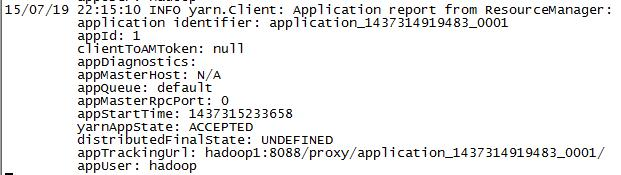 15/07/19 22:15:10 INFO yarn.Client: Application report from ResourceManager:
application identifier: application_1437314919483_0001
appId: 1
clientToAMToken: null
appDiagnostics:
appMasterHost: N/A
appQueue: default
appMasterRpcPort: 0
appStartTime: 1437315233658
yarnAppState: ACCEPTED
distributedFinalState: UNDEFINED
appTrackingUrl: hadoop1:8088/proxy/application_1437314919483_0001/
appUser: hadoop